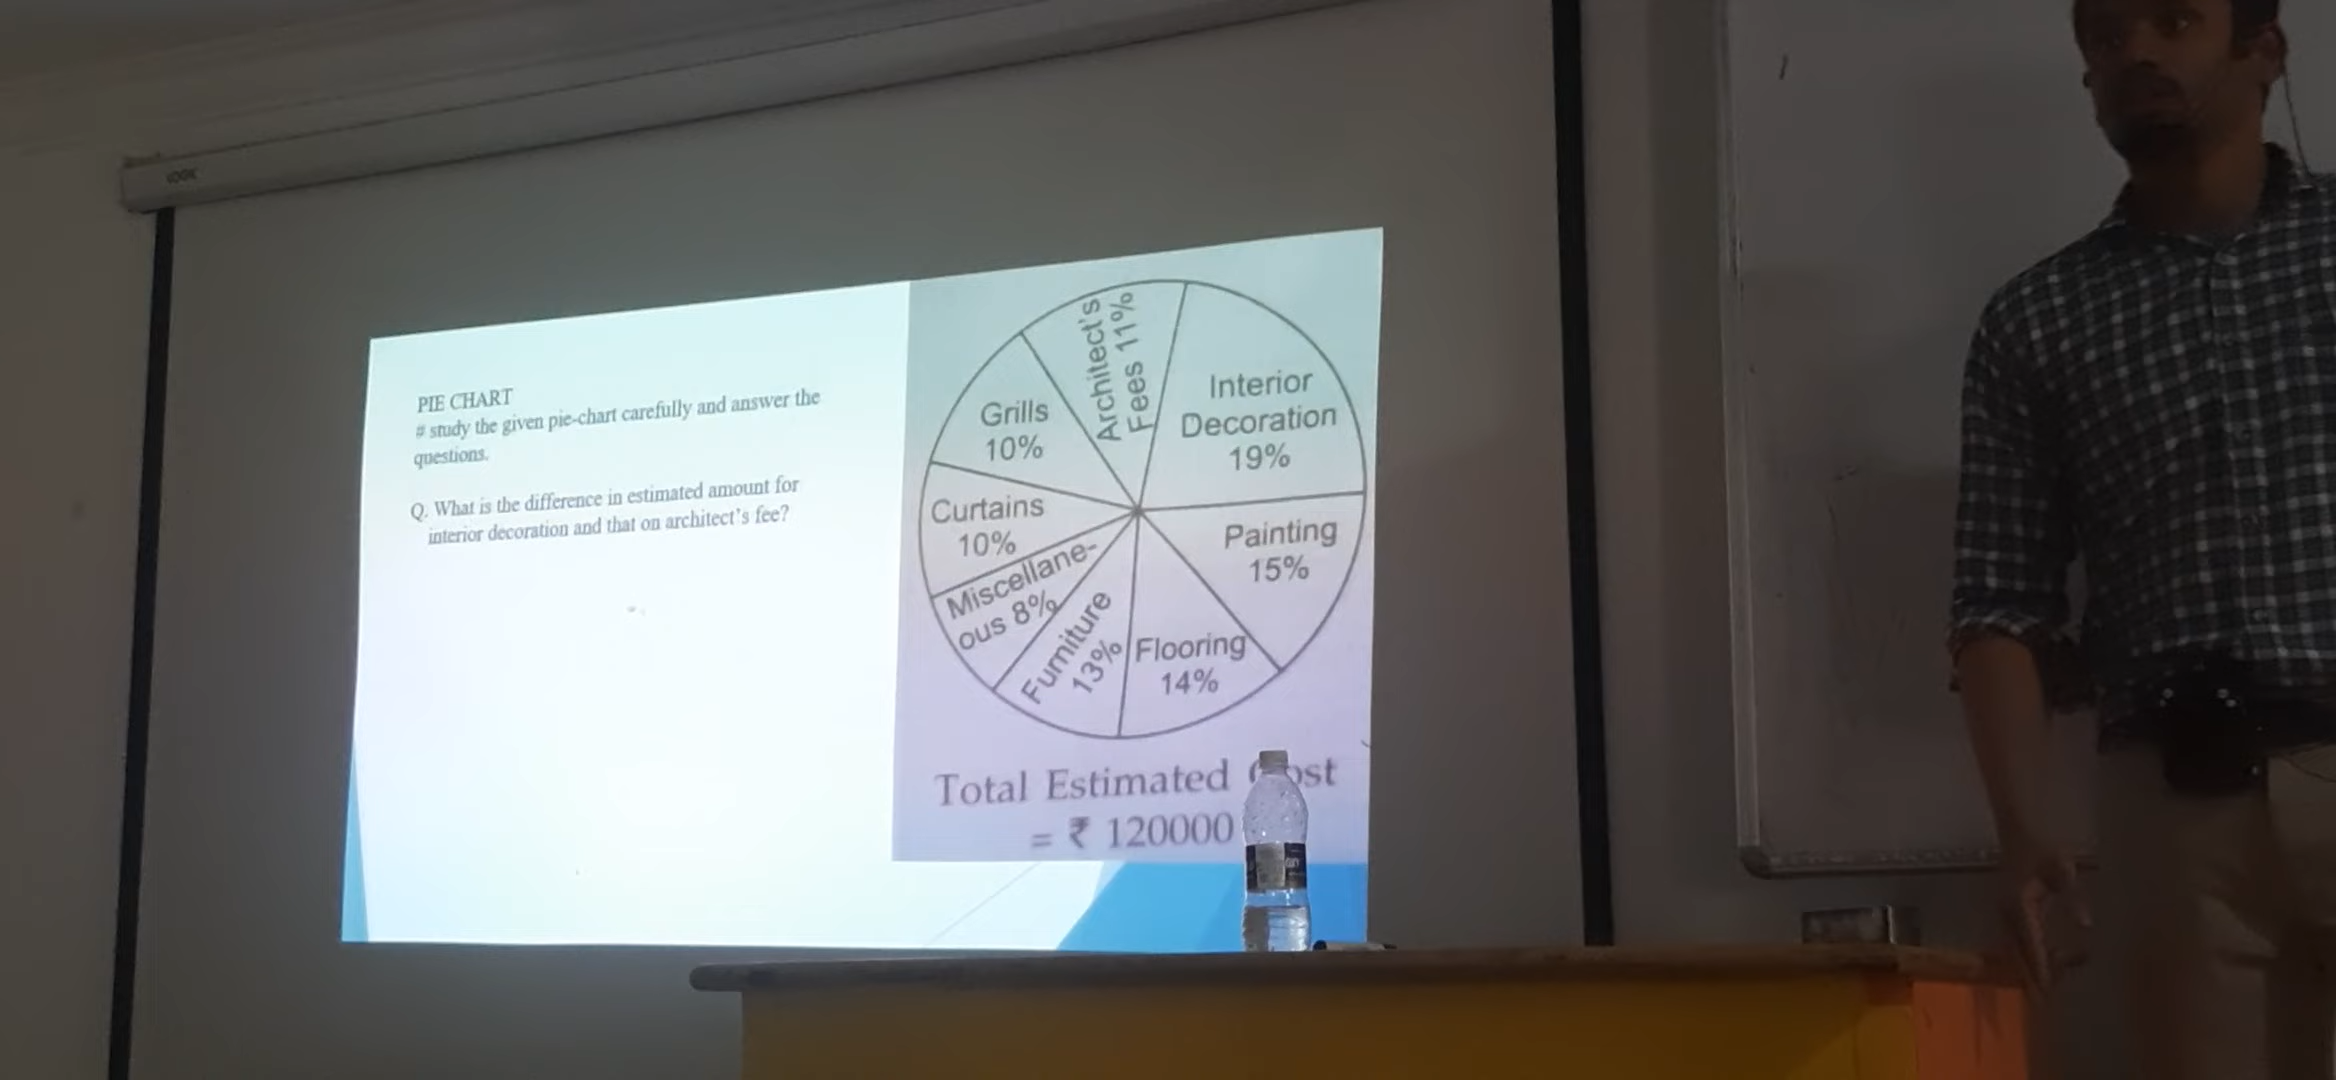 PIE CHART
# study the given pie-chart carefully and answer the
questions.
Q. What is the difference in estimated amount for
interior decoration and that on architect's fee?
Architect's
Fees 11%
Interior
Decoration
19%
Grills
10%
Curtains
10%
Painting
15%
Miscellane-
ous 8%
Furniture
13%
Flooring
14%
Total Estimated Cost
= ₹ 120000